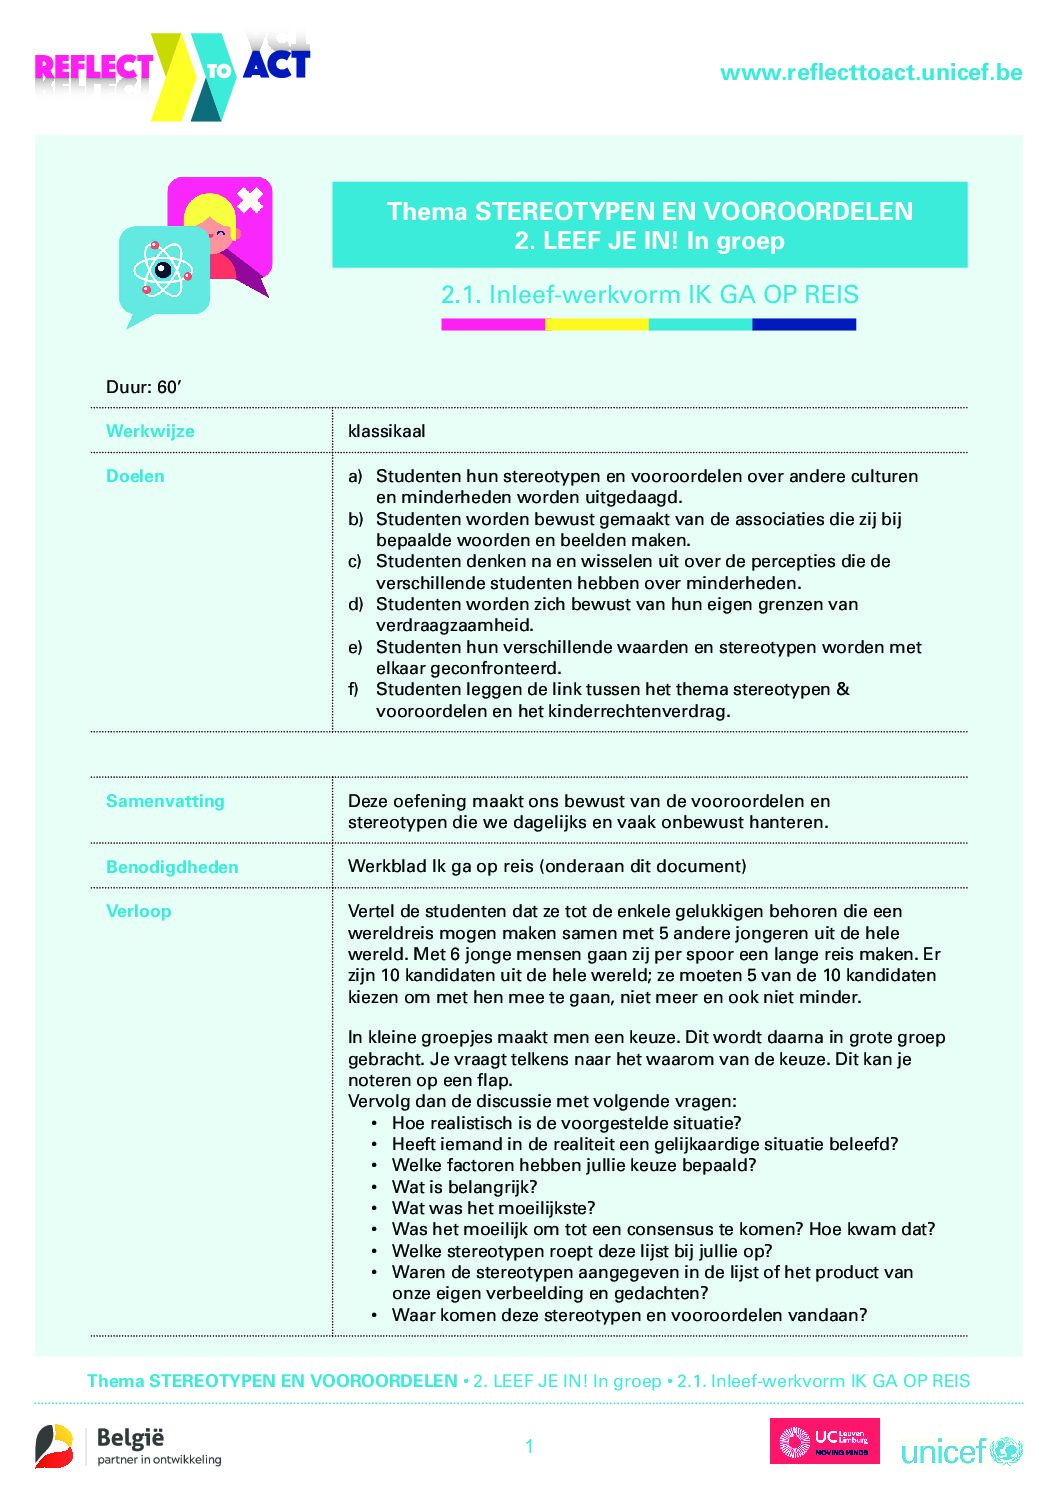 REFLECT TO ACT
www.reflecttoact.unicef.be
Thema STEREOTYPEN EN VOOROORDELEN
2. LEEF JE IN! In groep
2.1. Inleef-werkvorm IK GA OP REIS
Duur: 60’
Werkwijze
klassikaal
Doelen
a) Studenten hun stereotypen en vooroordelen over andere culturen
en minderheden worden uitgedaagd.
b) Studenten worden bewust gemaakt van de associaties die zij bij
bepaalde woorden en beelden maken.
c) Studenten denken na en wisselen uit over de percepties die de
verschillende studenten hebben over minderheden.
d) Studenten worden zich bewust van hun eigen grenzen van
verdraagzaamheid.
e) Studenten hun verschillende waarden en stereotypen worden met
elkaar geconfronteerd.
f) Studenten leggen de link tussen het thema stereotypen &
vooroordelen en het kinderrechtenverdrag.
Samenvatting
Deze oefening maakt ons bewust van de vooroordelen en
stereotypen die we dagelijks en vaak onbewust hanteren.
Benodigdheden
Werkblad Ik ga op reis (onderaan dit document)
Verloop
Vertel de studenten dat ze tot de enkele gelukkigen behoren die een
wereldreis mogen maken samen met 5 andere jongeren uit de hele
wereld. Met 6 jonge mensen gaan zij per spoor een lange reis maken. Er
zijn 10 kandidaten uit de hele wereld; ze moeten 5 van de 10 kandidaten
kiezen om met hen mee te gaan, niet meer en ook niet minder.
In kleine groepjes maakt men een keuze. Dit wordt daarna in grote groep
gebracht. Je vraagt telkens naar het waarom van de keuze. Dit kan je
noteren op een flap.
Vervolg dan de discussie met volgende vragen:
• Hoe realistisch is de voorgestelde situatie?
• Heeft iemand in de realiteit een gelijkaardige situatie beleefd?
• Welke factoren hebben jullie keuze bepaald?
• Wat is belangrijk?
• Wat was het moeilijkste?
• Was het moeilijk om tot een consensus te komen? Hoe kwam dat?
• Welke stereotypen roept deze lijst bij jullie op?
• Waren de stereotypen aangegeven in de lijst of het product van
onze eigen verbeelding en gedachten?
• Waar komen deze stereotypen en vooroordelen vandaan?
Thema STEREOTYPEN EN VOOROORDELEN • 2. LEEF JE IN! In groep • 2.1. Inleef-werkvorm IK GA OP REIS
België
partner in ontwikkeling
1
UC Leuven
Limburg
MOVING MINDS
unicef